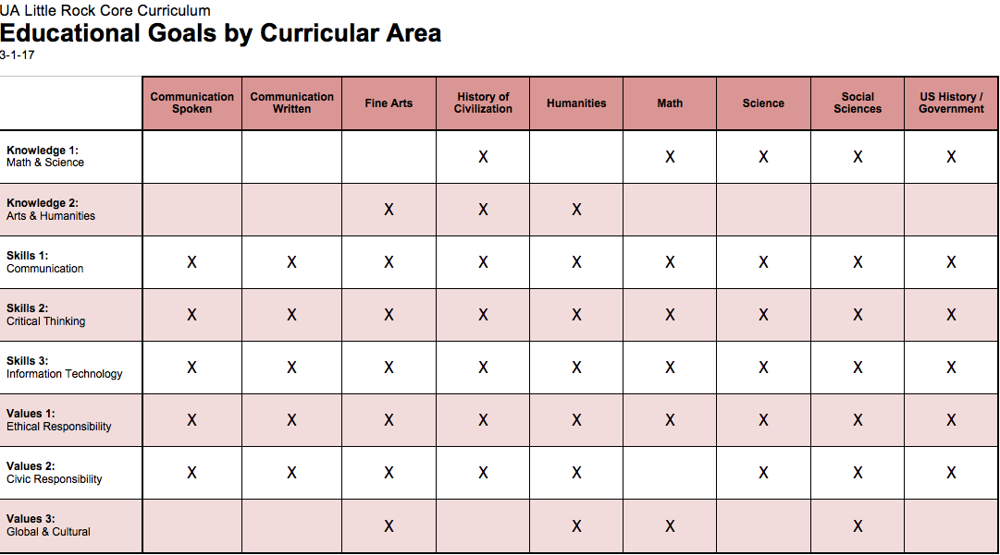 UA Little Rock Core Curriculum
Educational Goals by Curricular Area
3-1-17
Communication Spoken Communication Written Fine Arts History of Civilization Humanities Math Science Social Sciences US History / Government
Knowledge 1:
Math & Science X X X X X
Knowledge 2:
Arts & Humanities X X X
Skills 1:
Communication X X X X X X X X X
Skills 2:
Critical Thinking X X X X X X X X X
Skills 3:
Information Technology X X X X X X X X X
Values 1:
Ethical Responsibility X X X X X X X X X
Values 2:
Civic Responsibility X X X X X X X X
Values 3:
Global & Cultural X X X X